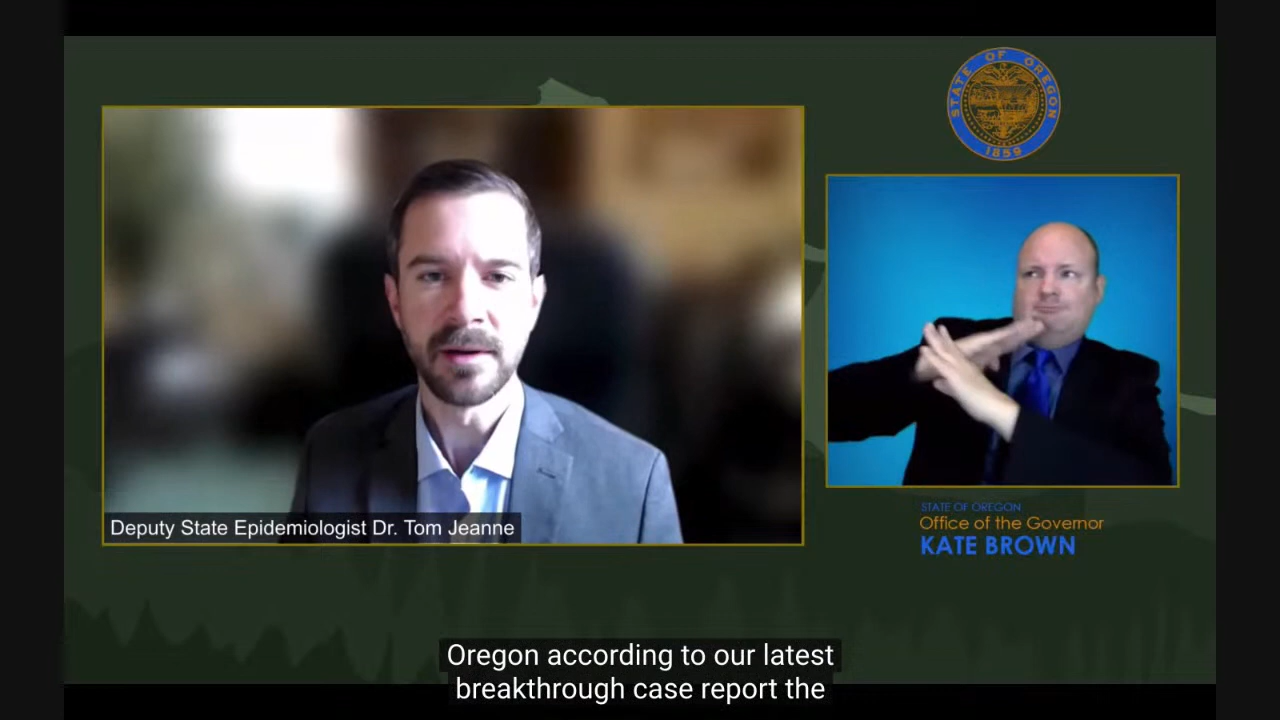 STATE OF OREGON
1859
Deputy State Epidemiologist Dr. Tom Jeanne
STATE OF OREGON
Office of the Governor
KATE BROWN
Oregon according to our latest
breakthrough case report the